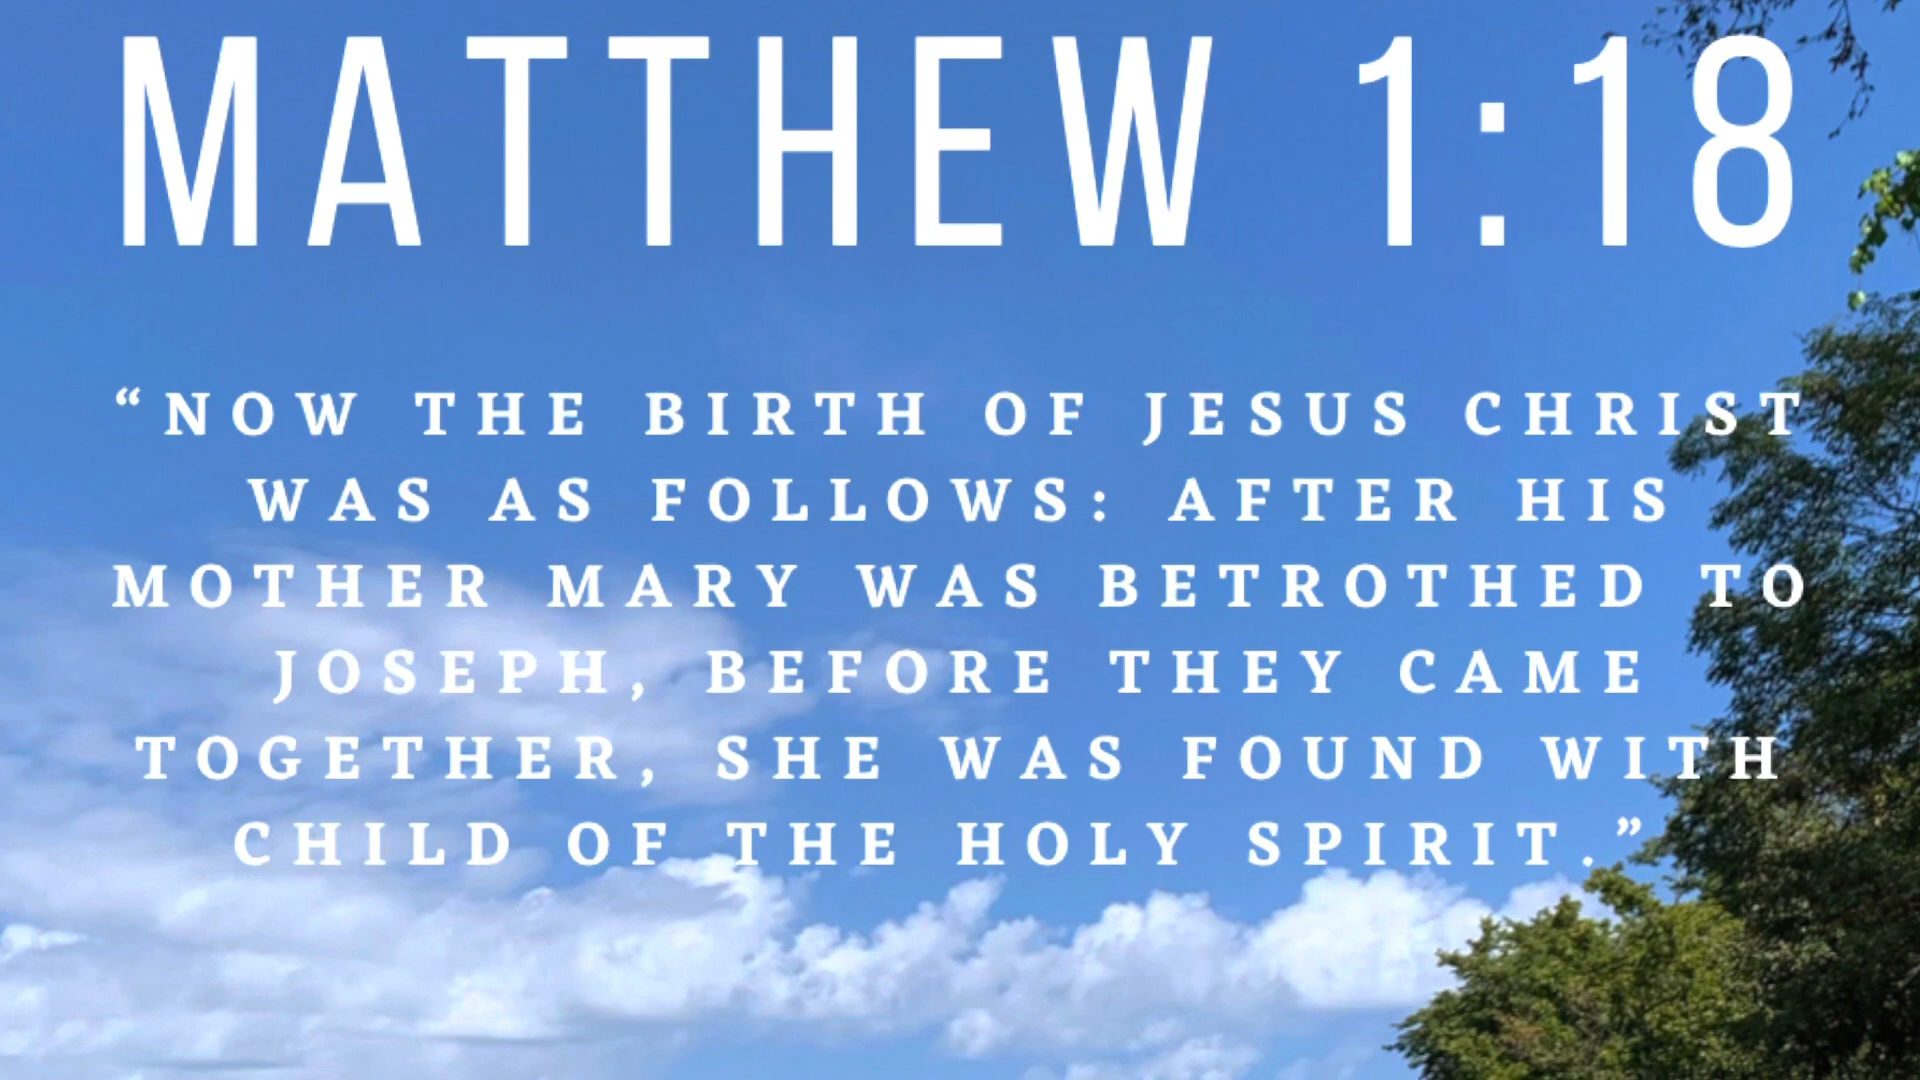 MATTHEW 1:18
“NOW THE BIRTH OF JESUS CHRIST
WAS AS FOLLOWS: AFTER HIS
MOTHER MARY WAS BETROTHED TO
JOSEPH, BEFORE THEY CAME
TOGETHER, SHE WAS FOUND WITH
CHILD OF THE HOLY SPIRIT.”